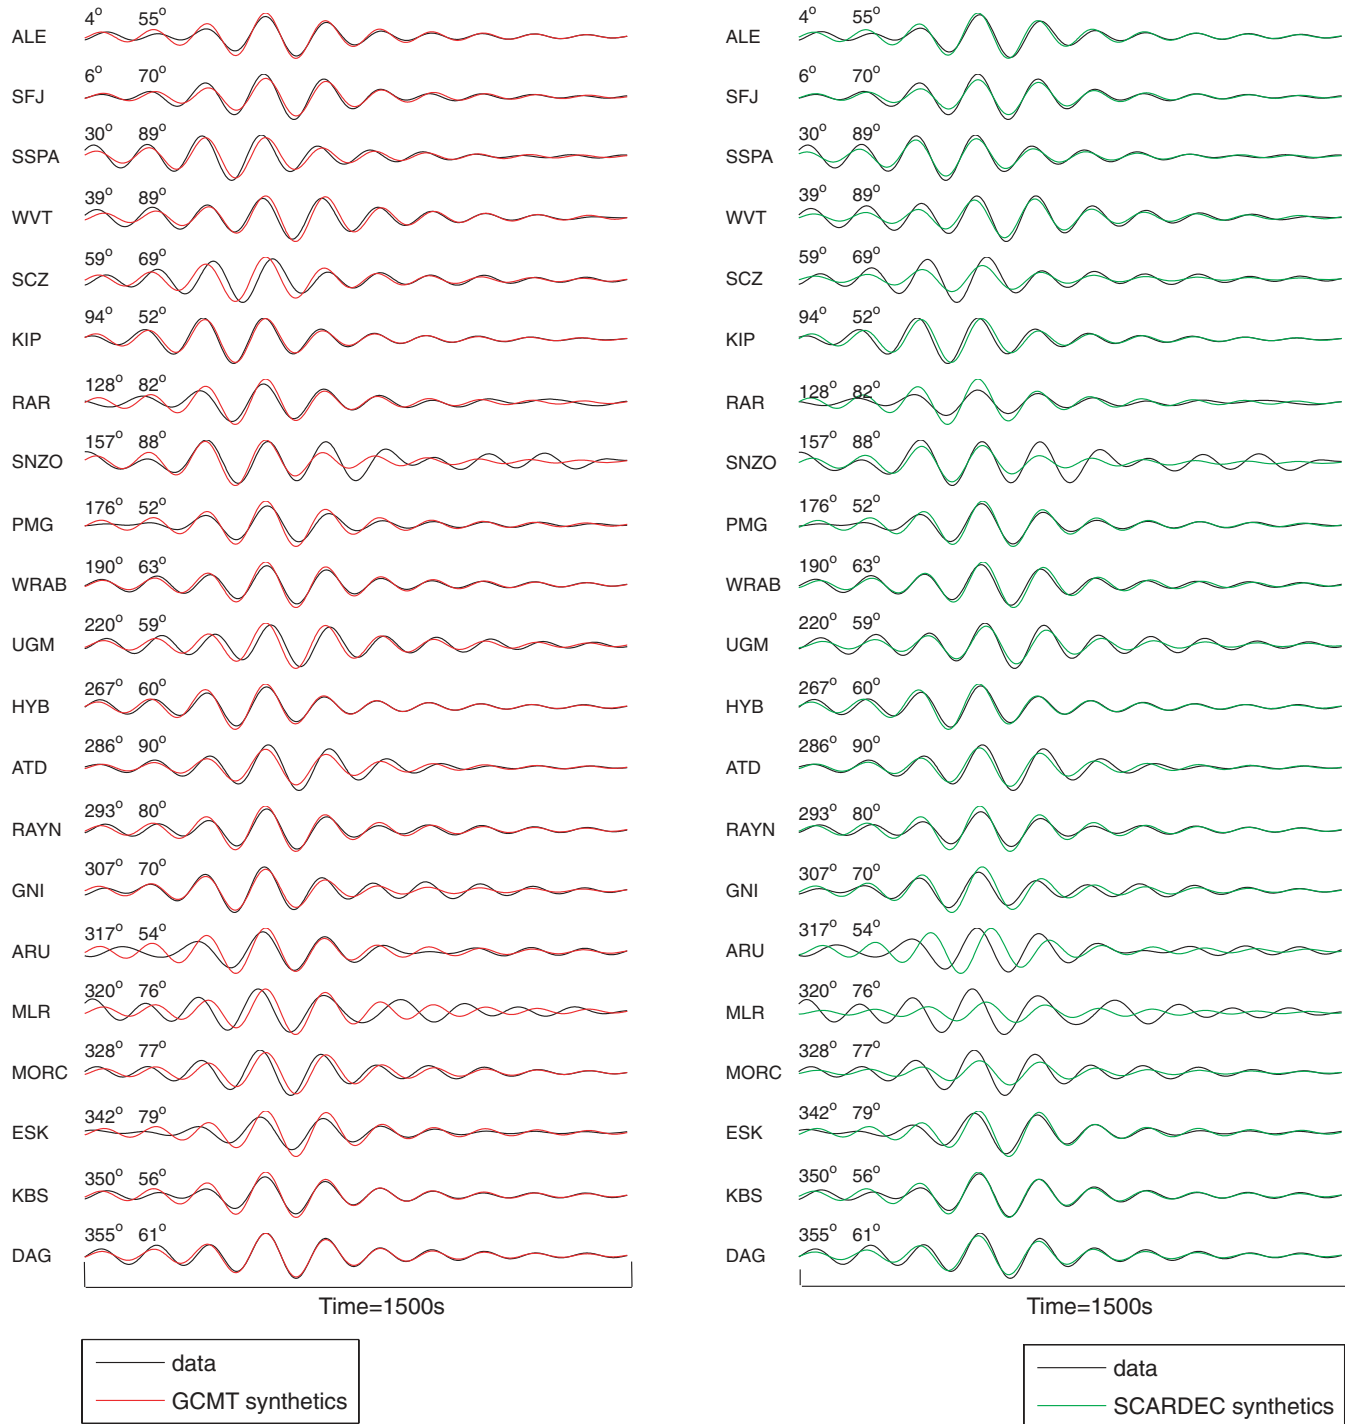 4° 55°
ALE
6° 70°
SFJ
30° 89°
SSPA
39° 89°
WVT
59° 69°
SCZ
94° 52°
KIP
128° 82°
RAR
157° 88°
SNZO
176° 52°
PMG
190° 63°
WRAB
220° 59°
UGM
267° 60°
HYB
286° 90°
ATD
293° 80°
RAYN
307° 70°
GNI
317° 54°
ARU
320° 76°
MLR
328° 77°
MORC
342° 79°
ESK
350° 56°
KBS
355° 61°
DAG
Time=1500s
data
GCMT synthetics
4° 55°
ALE
6° 70°
SFJ
30° 89°
SSPA
39° 89°
WVT
59° 69°
SCZ
94° 52°
KIP
128° 82°
RAR
157° 88°
SNZO
176° 52°
PMG
190° 63°
WRAB
220° 59°
UGM
267° 60°
HYB
286° 90°
ATD
293° 80°
RAYN
307° 70°
GNI
317° 54°
ARU
320° 76°
MLR
328° 77°
MORC
342° 79°
ESK
350° 56°
KBS
355° 61°
DAG
Time=1500s
data
SCARDEC synthetics